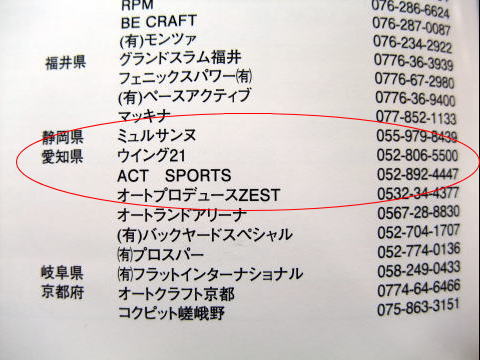 RPM 076-286-6624
BE CRAFT 076-287-0087
(有)モンツァ 076-234-2922
福井県 グランドスラム福井 0776-36-3939
フェニックスパワー㈲ 0776-67-2980
(有)ペースアクティブ 0776-36-9400
マッキナ 077-852-1133
静岡県 ミュルサンヌ 055-979-8439
愛知県 ウイング21 052-806-5500
ACT SPORTS 052-892-4447
オートプロデュースZEST 0532-34-4377
オートランドアリーナ 0567-28-8830
(有)バックヤードスペシャル 052-704-1707
㈲プロスパー 052-774-0136
岐阜県 ㈲フラットインターナショナル 058-249-0433
京都府 オートクラフト京都 0774-64-6466
コクピット嵯峨野 075-863-3151